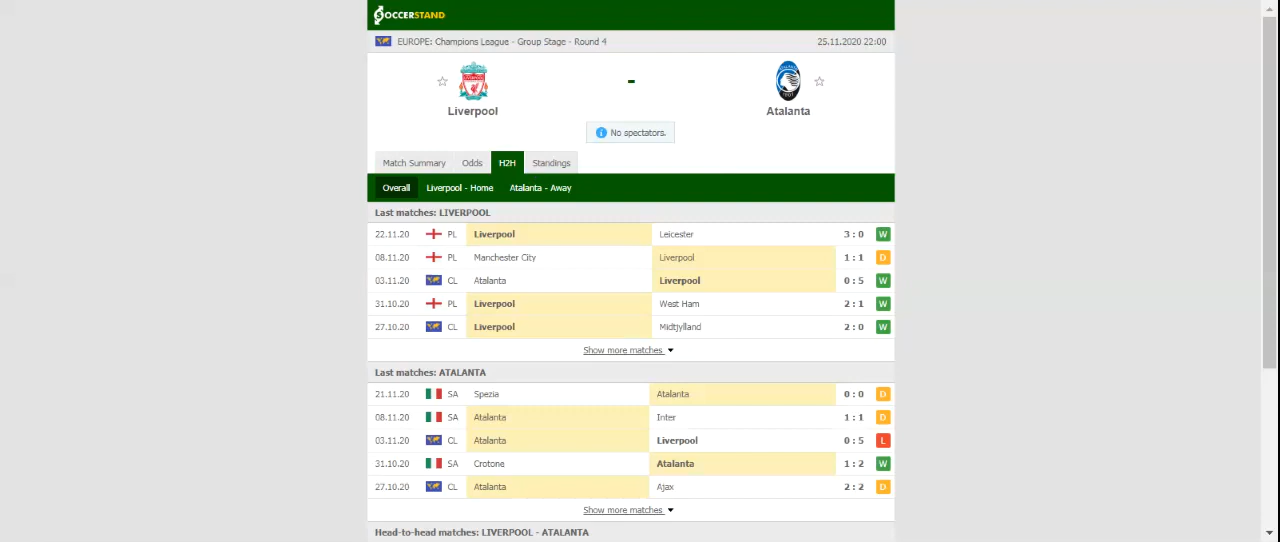 SOCCERSTAND
EUROPE: Champions League - Group Stage - Round 4 25.11.2020 22:00
-
Liverpool Atalanta
No spectators.
Match Summary Odds H2H Standings
Overall Liverpool - Home Atalanta - Away
Last matches: LIVERPOOL
22.11.20 PL Liverpool Leicester 3 : 0 W
08.11.20 PL Manchester City Liverpool 1 : 1 D
03.11.20 CL Atalanta Liverpool 0 : 5 W
31.10.20 PL Liverpool West Ham 2 : 1 W
27.10.20 CL Liverpool Midtjylland 2 : 0 W
Show more matches
Last matches: ATALANTA
21.11.20 SA Spezia Atalanta 0 : 0 D
08.11.20 SA Atalanta Inter 1 : 1 D
03.11.20 CL Atalanta Liverpool 0 : 5 L
31.10.20 SA Crotone Atalanta 1 : 2 W
27.10.20 CL Atalanta Ajax 2 : 2 D
Show more matches
Head-to-head matches: LIVERPOOL - ATALANTA